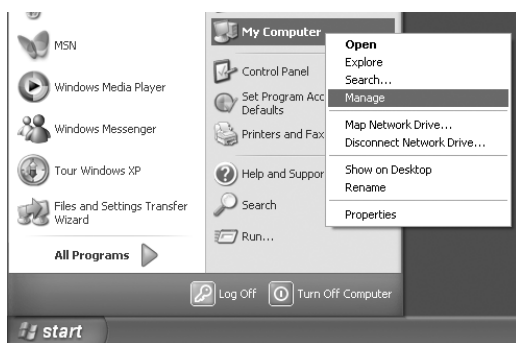 MSN
Windows Media Player
Windows Messenger
Tour Windows XP
Files and Settings Transfer
Wizard
All Programs
My Computer
Control Panel
Set Program Acc
Defaults
Printers and Fax
Help and Suppor
Search
Run...
Open
Explore
Search...
Manage
Map Network Drive...
Disconnect Network Drive...
Show on Desktop
Rename
Properties
Log Off
Turn Off Computer
start